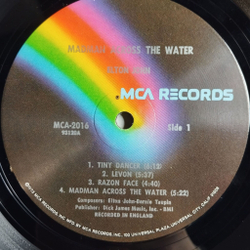 MADMAN ACROSS THE WATER
ELTON JOHN
MCA RECORDS
MCA-2016
Side 1
1. TINY DANCER (6:12)
2. LEVON (5:37)
3. RAZOR FACE (4:40)
4. MADMAN ACROSS THE WATER (5:22)
Composers: Elton John-Bernie Taupin
Publisher: Dick James Music, Inc. - BMI
RECORDED IN ENGLAND